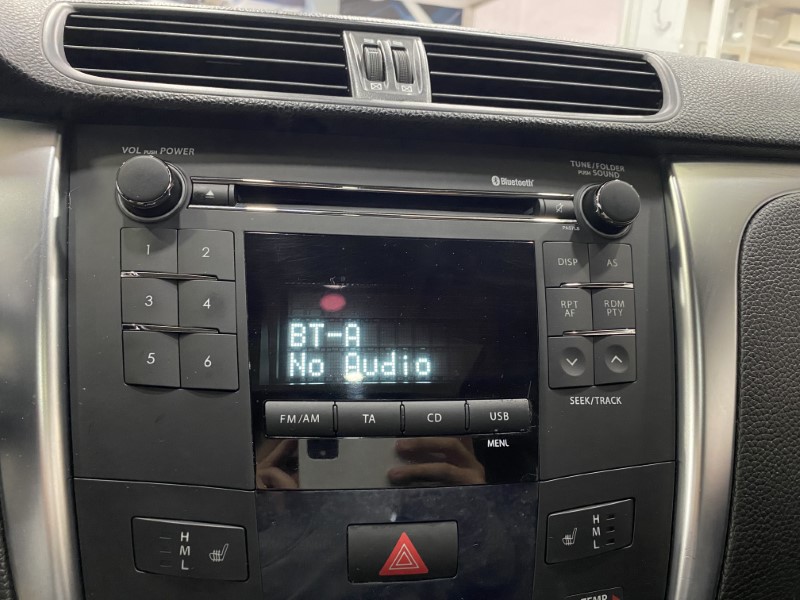 VOL PUSH POWER
Bluetooth
TUNE/FOLDER
PUSH SOUND
1
2
DISP
AS
3
4
RPT
AF
RDM
PTY
BT-A
No Audio
5
6
FM/AM
TA
CD
USB
SEEK/TRACK
H
M
L
H
M
L
TEMP